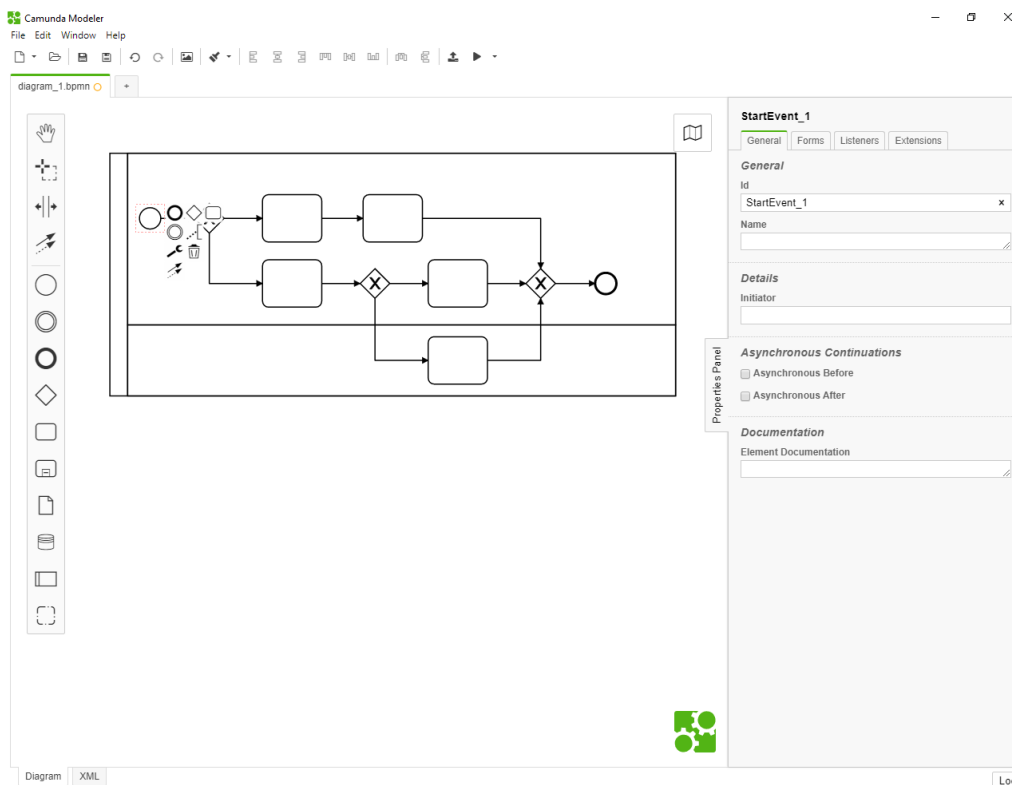 Camunda Modeler
File Edit Window Help
diagram_1.bpmn
+
StartEvent_1
General Forms Listeners Extensions
General
Id
StartEvent_1
x
Name
Details
Initiator
Asynchronous Continuations
Asynchronous Before
Asynchronous After
Documentation
Element Documentation
Properties Panel
X
X
Diagram XML